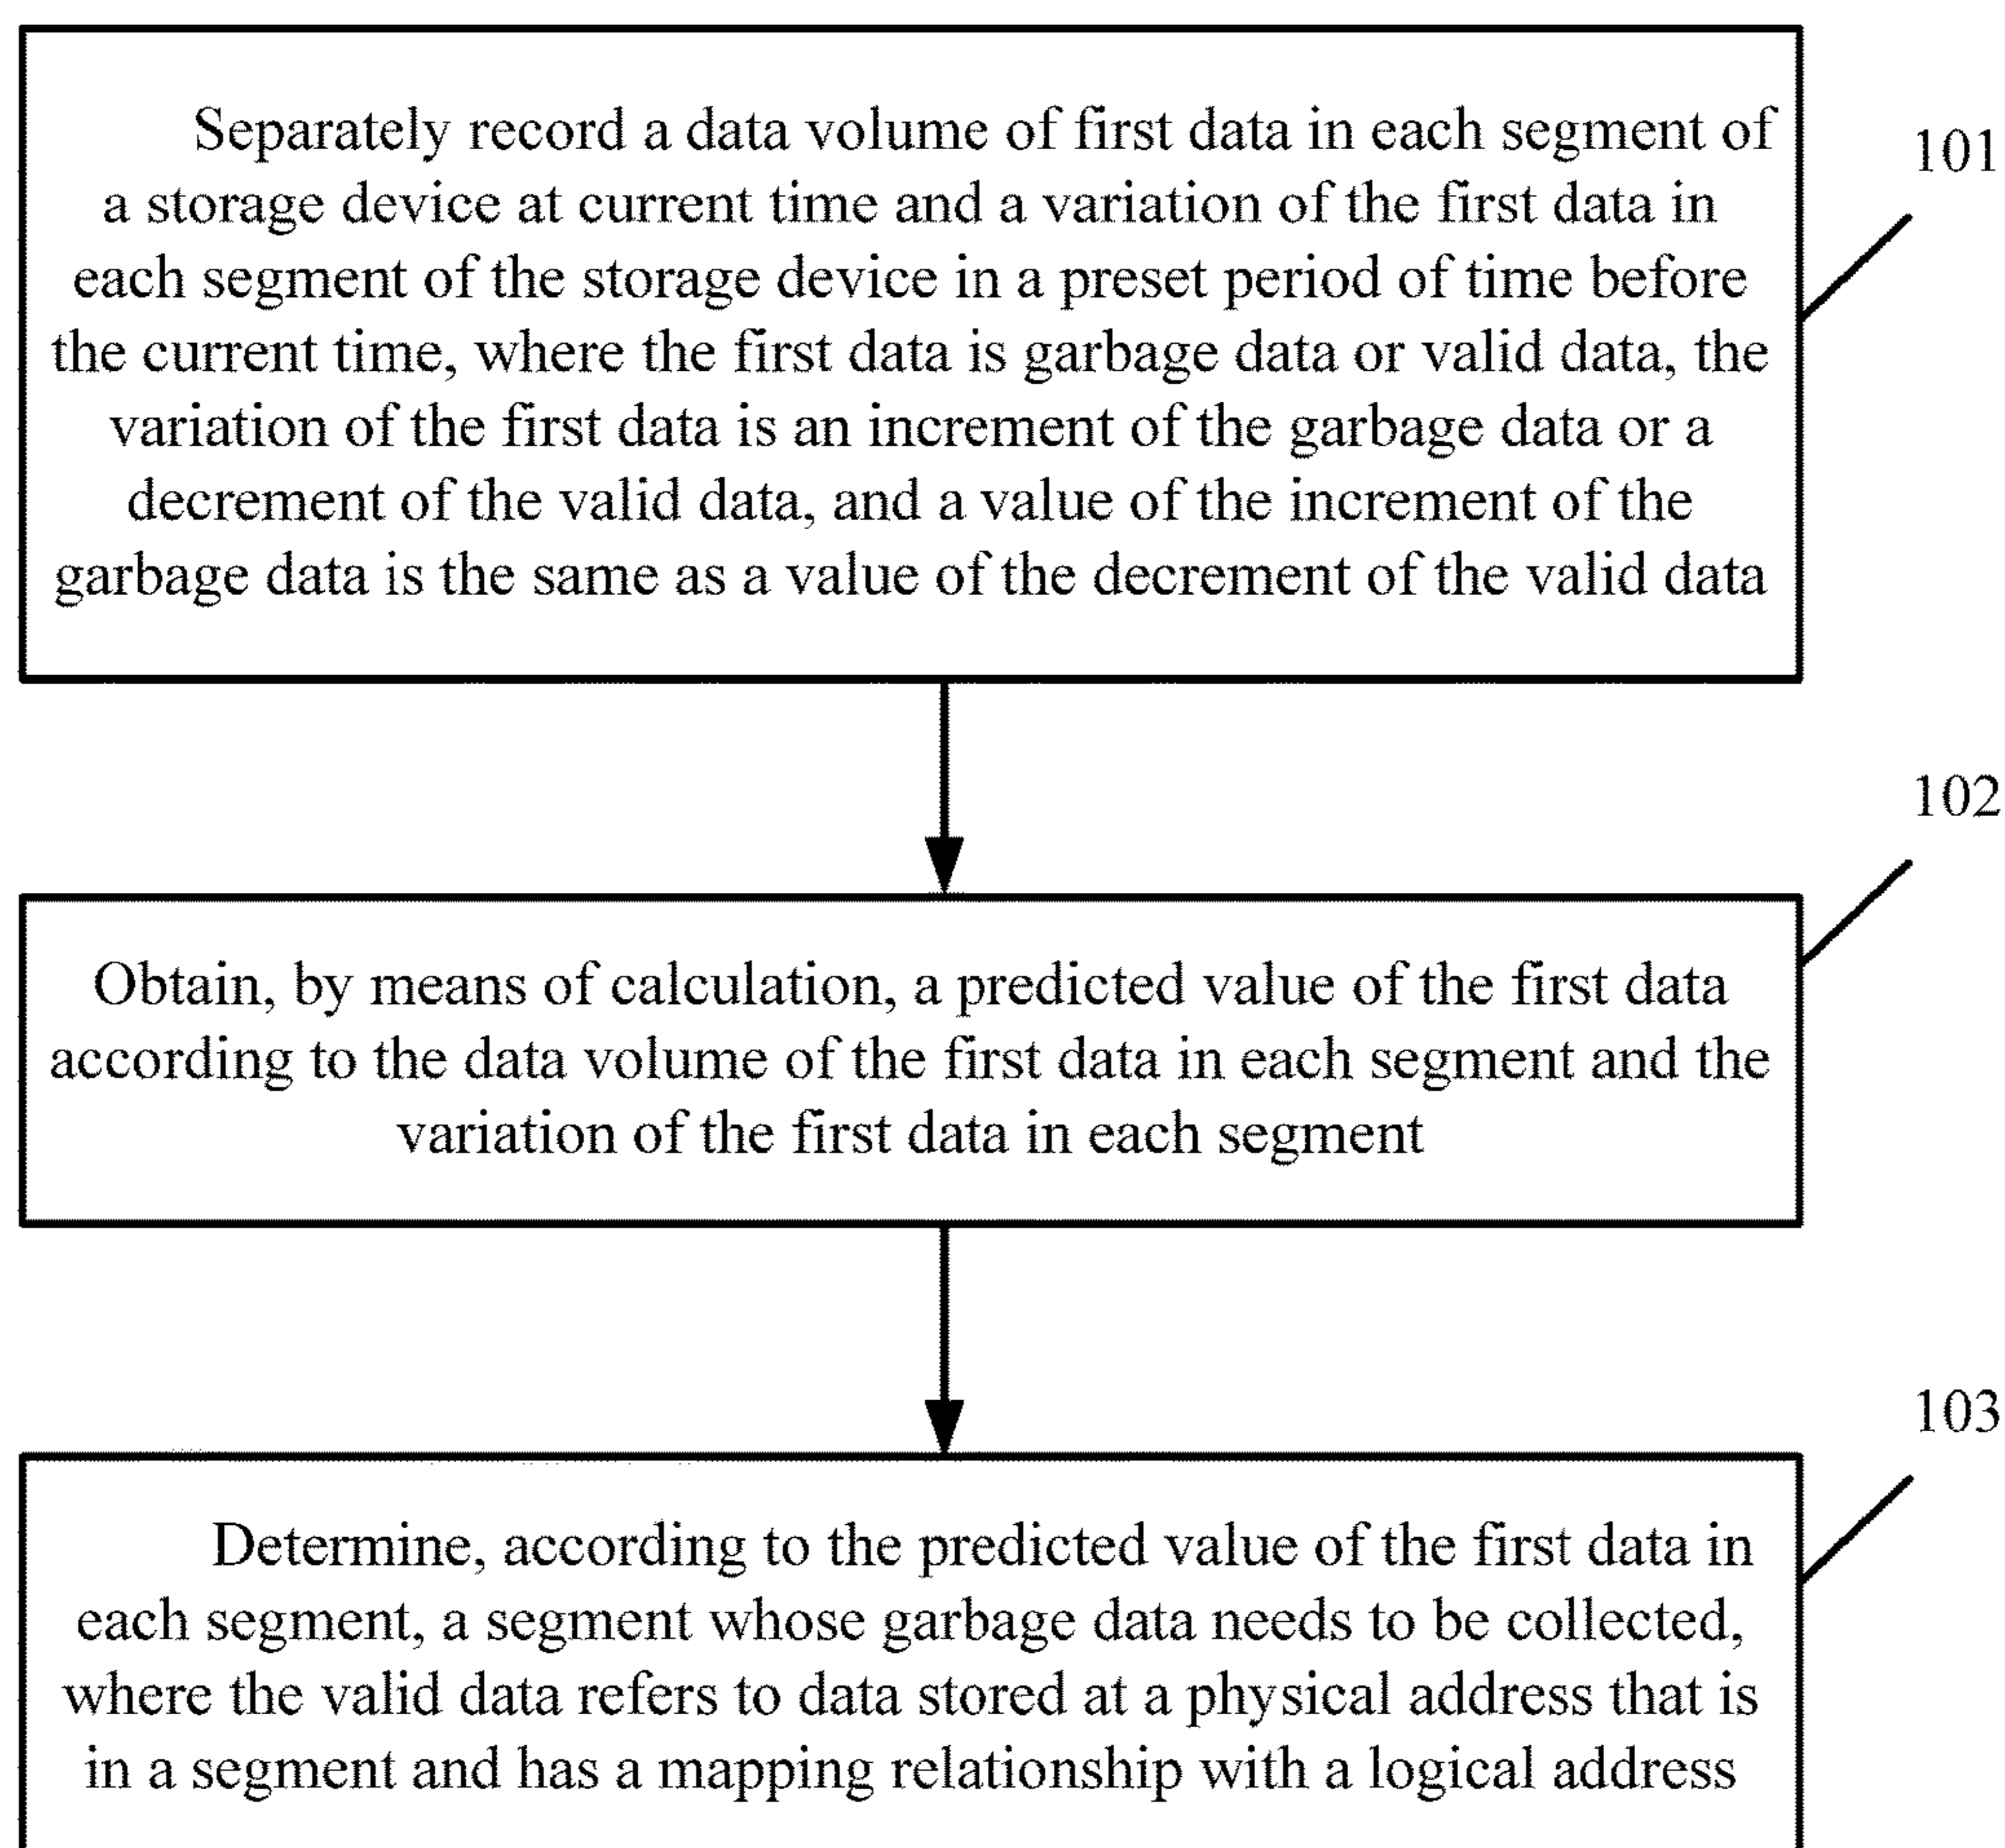 Separately record a data volume of first data in each segment of
a storage device at current time and a variation of the first data in
each segment of the storage device in a preset period of time before
the current time, where the first data is garbage data or valid data, the
variation of the first data is an increment of the garbage data or a
decrement of the valid data, and a value of the increment of the
garbage data is the same as a value of the decrement of the valid data
101
102
Obtain, by means of calculation, a predicted value of the first data
according to the data volume of the first data in each segment and the
variation of the first data in each segment
103
Determine, according to the predicted value of the first data in
each segment, a segment whose garbage data needs to be collected,
where the valid data refers to data stored at a physical address that is
in a segment and has a mapping relationship with a logical address